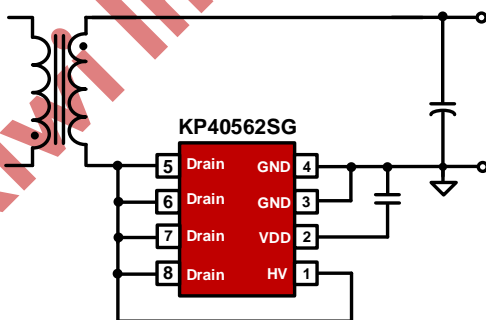 KP40562SG
5 Drain GND 4
6 Drain GND 3
7 Drain VDD 2
8 Drain HV 1